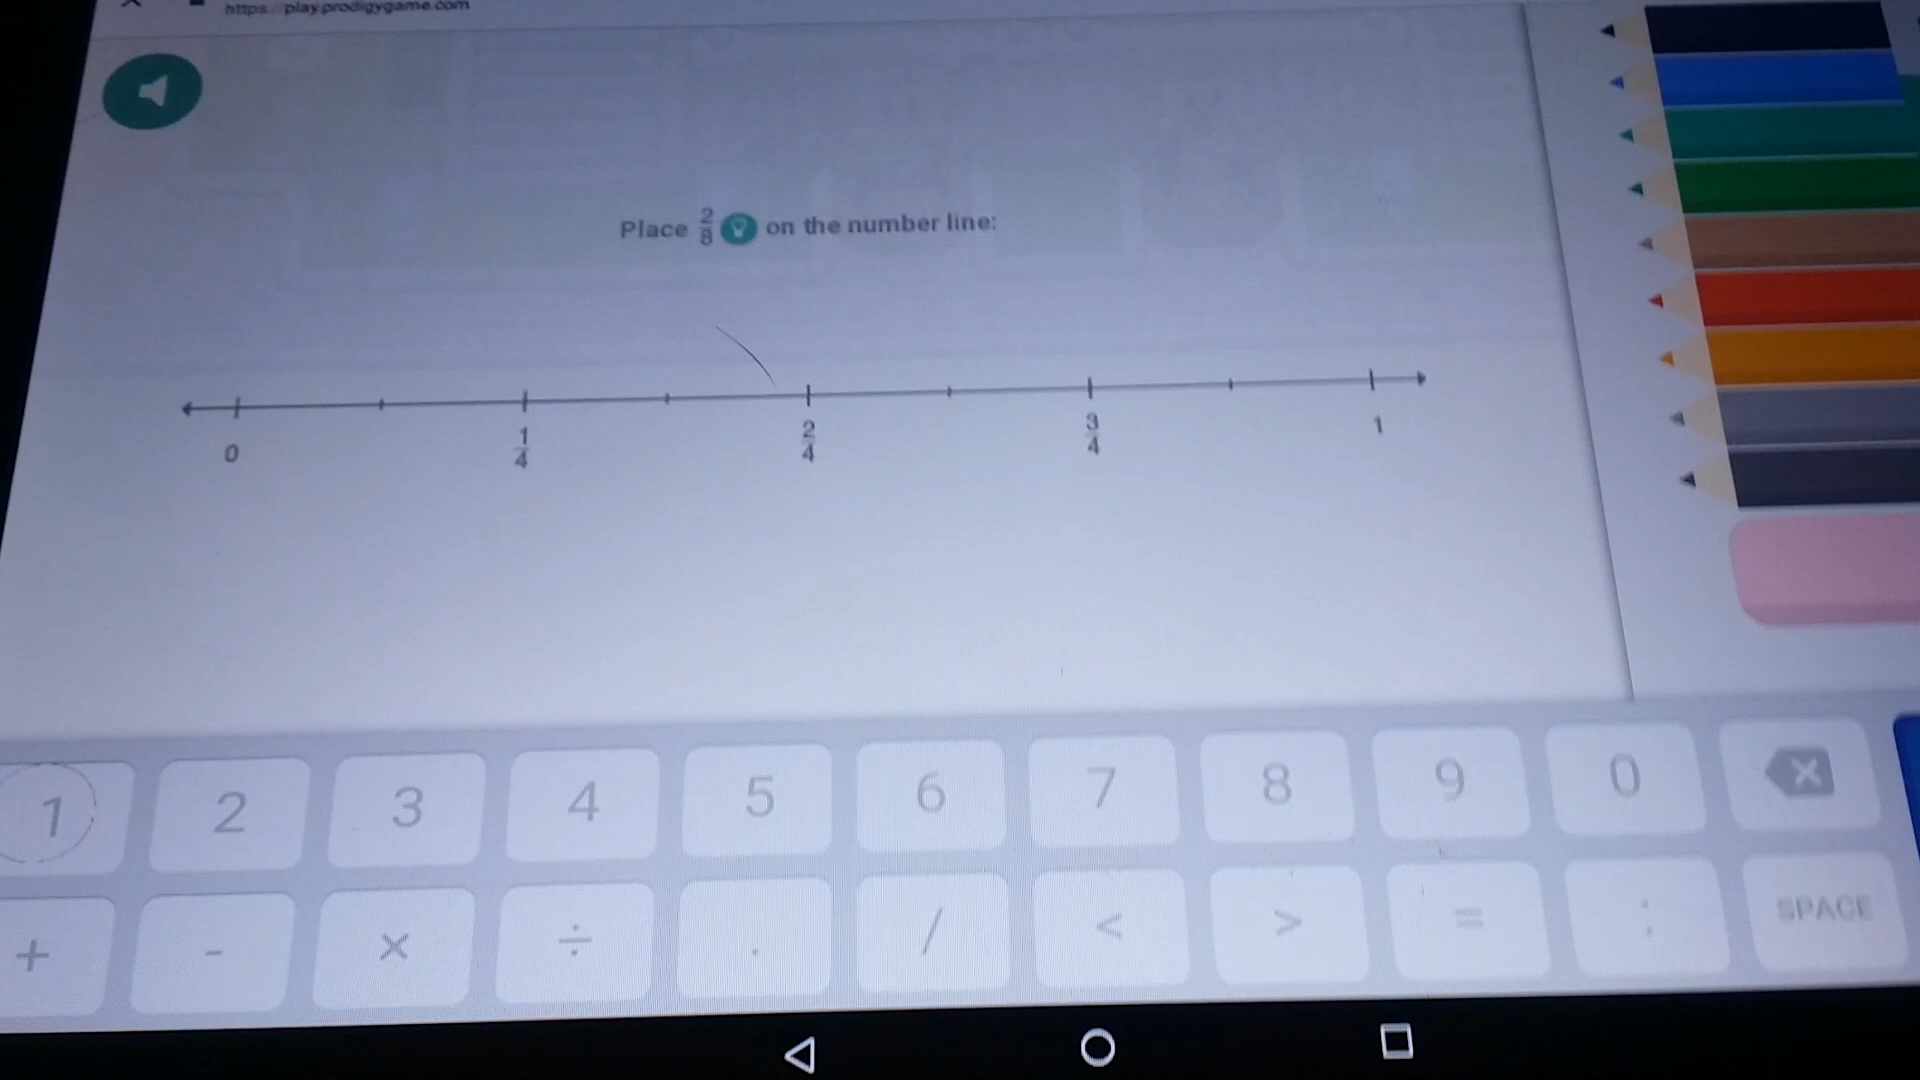 https://play.prodigygame.com
Place 2/8 on the number line:
0 1/4 2/4 3/4 1
1 2 3 4 5 6 7 8 9 0
+ - × ÷ . / < > = : SPACE